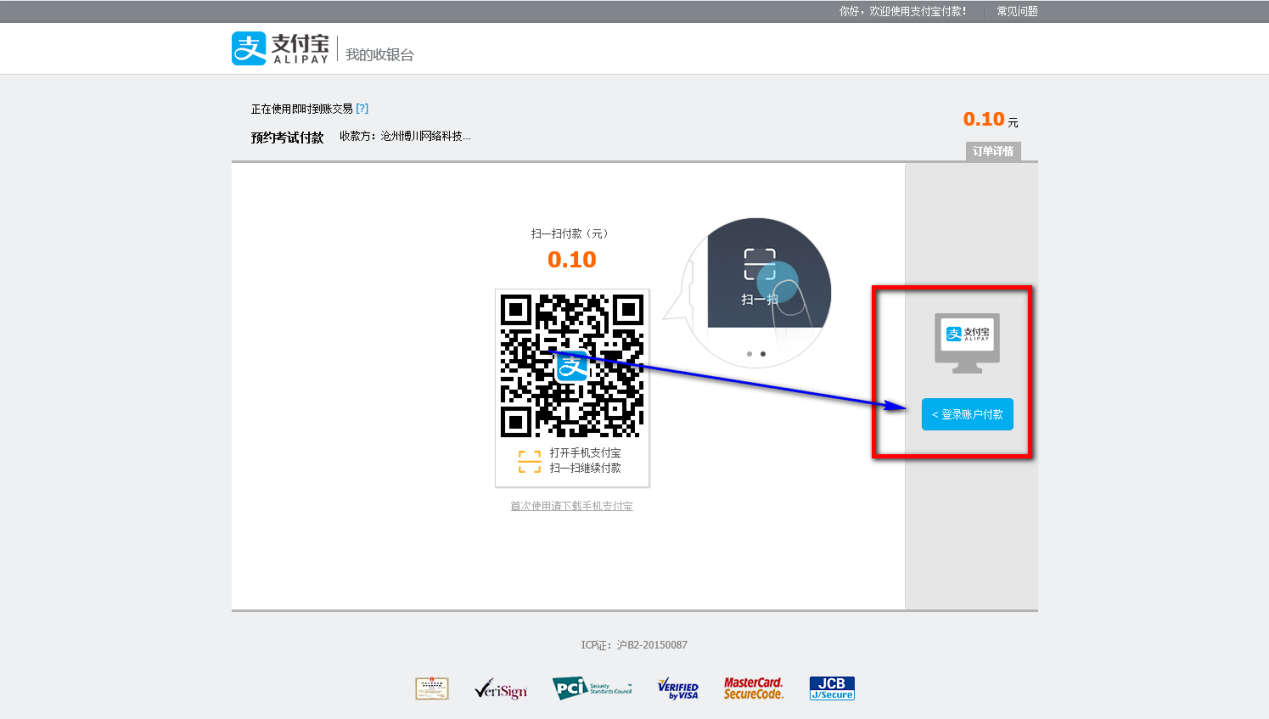 你好，欢迎使用支付宝付款！ 常见问题
支付宝 ALIPAY 我的收银台
正在使用即时到账交易 [?]
0.10 元
预约考试付款 收款方：沧州博川网络科技...
订单详情
扫一扫付款（元）
0.10
扫一扫
支付宝
ALIPAY
< 登录账户付款
打开手机支付宝
扫一扫继续付款
首次使用请下载手机支付宝
ICP证：沪B2-20150087
VeriSign
PCI Security Standards Council
VERIFIED by VISA
MasterCard. SecureCode.
JCB J/Secure